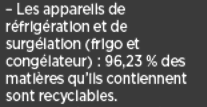 – Les appareils de
réfrigération et de
surgélation (frigo et
congélateur) : 96,23 % des
matières qu'ils contiennent
sont recyclables.